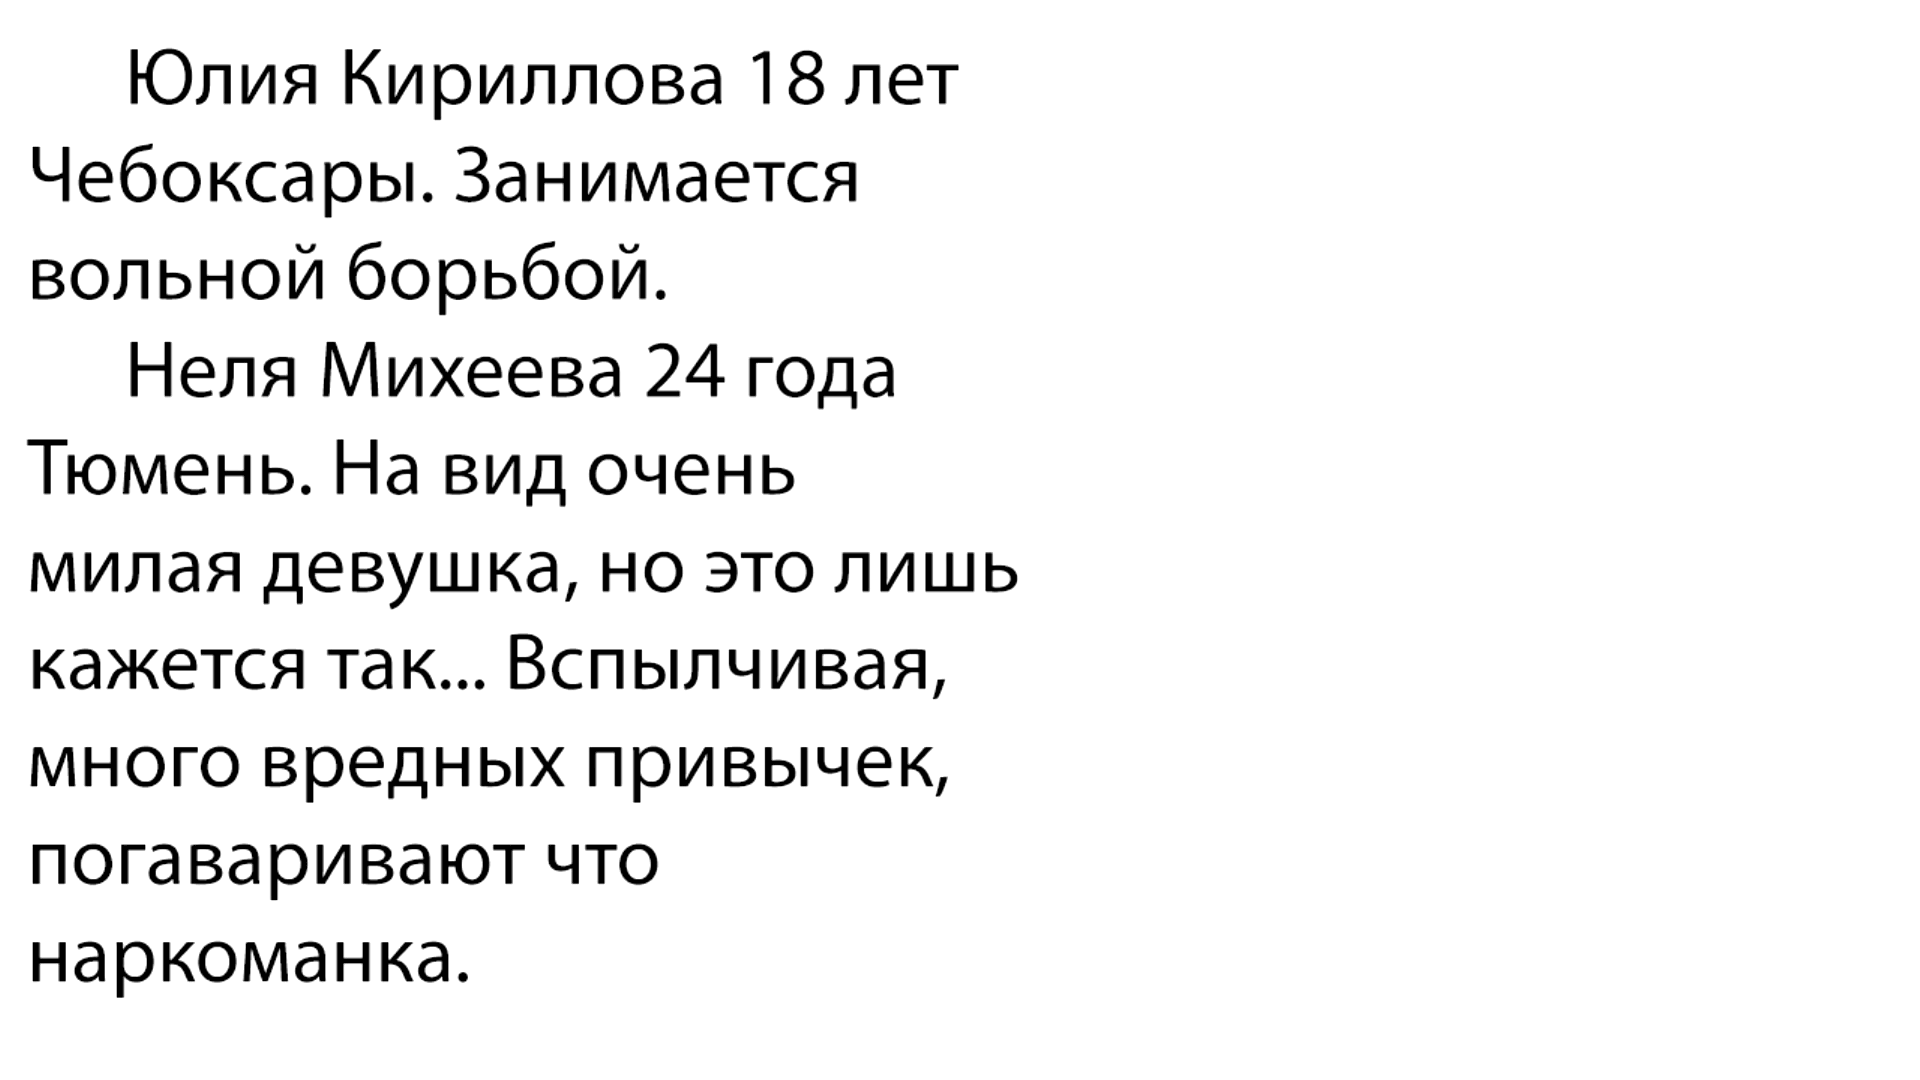 Юлия Кириллова 18 лет
Чебоксары. Занимается
вольной борьбой.
Неля Михеева 24 года
Тюмень. На вид очень
милая девушка, но это лишь
кажется так... Вспылчивая,
много вредных привычек,
погаваривают что
наркоманка.